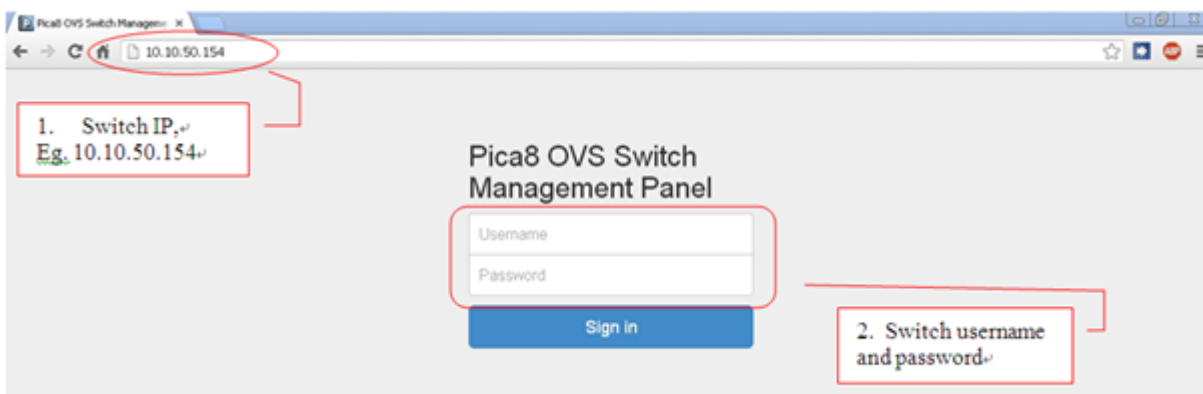 Pica8 OVS Switch Manageme
10.10.50.154
1. Switch IP,
Eg. 10.10.50.154
Pica8 OVS Switch
Management Panel
Username
Password
Sign in
2. Switch username
and password
ABP